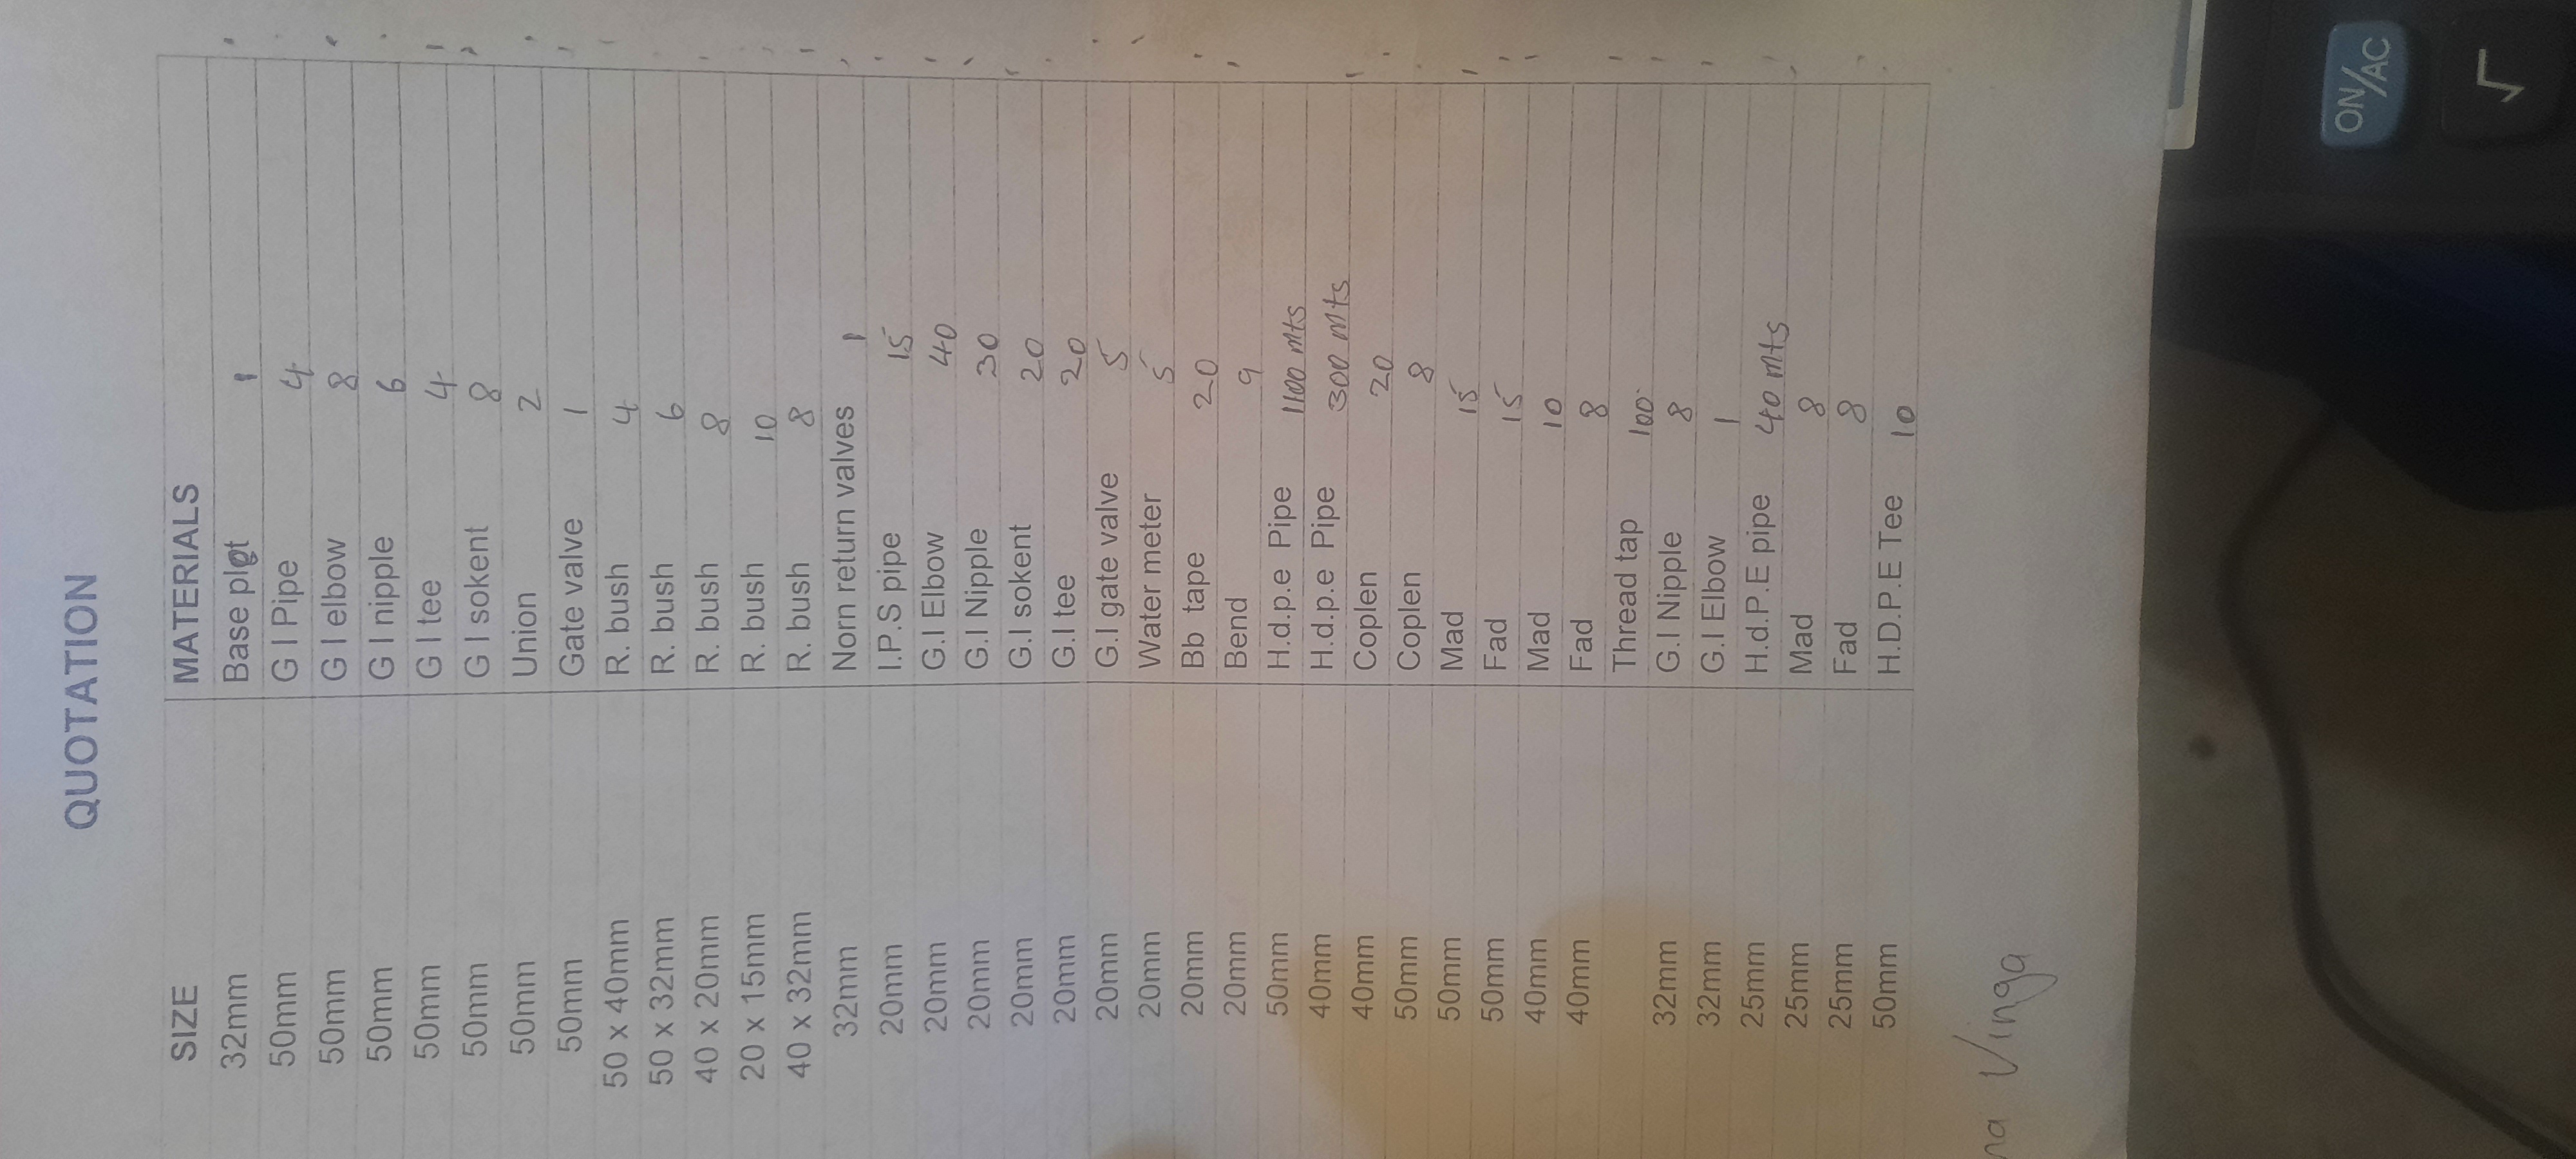 QUOTATION
SIZE MATERIALS
32mm Base plet 1
50mm G I Pipe 4
50mm G I elbow 8
50mm G I nipple 6
50mm G I tee 4
50mm G I sokent 8
50mm Union 2
50mm Gate valve 1
50 x 40mm R. bush 4
50 x 32mm R. bush 6
40 x 20mm R. bush 8
20 x 15mm R. bush 10
40 x 32mm R. bush 8
32mm Norn return valves 1
20mm I.P.S pipe 15
20mm G.I Elbow 40
20mm G.I Nipple 30
20mm G.I sokent 20
20mm G.I tee 20
20mm G.I gate valve 5
20mm Water meter 5
20mm Bb tape 20
20mm Bend 9
50mm H.d.p.e Pipe 1100 mts
40mm H.d.p.e Pipe 300 mts
40mm Coplen 20
50mm Coplen 8
50mm Mad 15
50mm Fad 15
40mm Mad 10
40mm Fad 8
Thread tap 100
32mm G.I Nipple 8
32mm G.I Elbow 1
25mm H.d.P.E pipe 40 mts
25mm Mad 8
25mm Fad 8
50mm H.D.P.E Tee 10
na Vinga
ON/AC
√